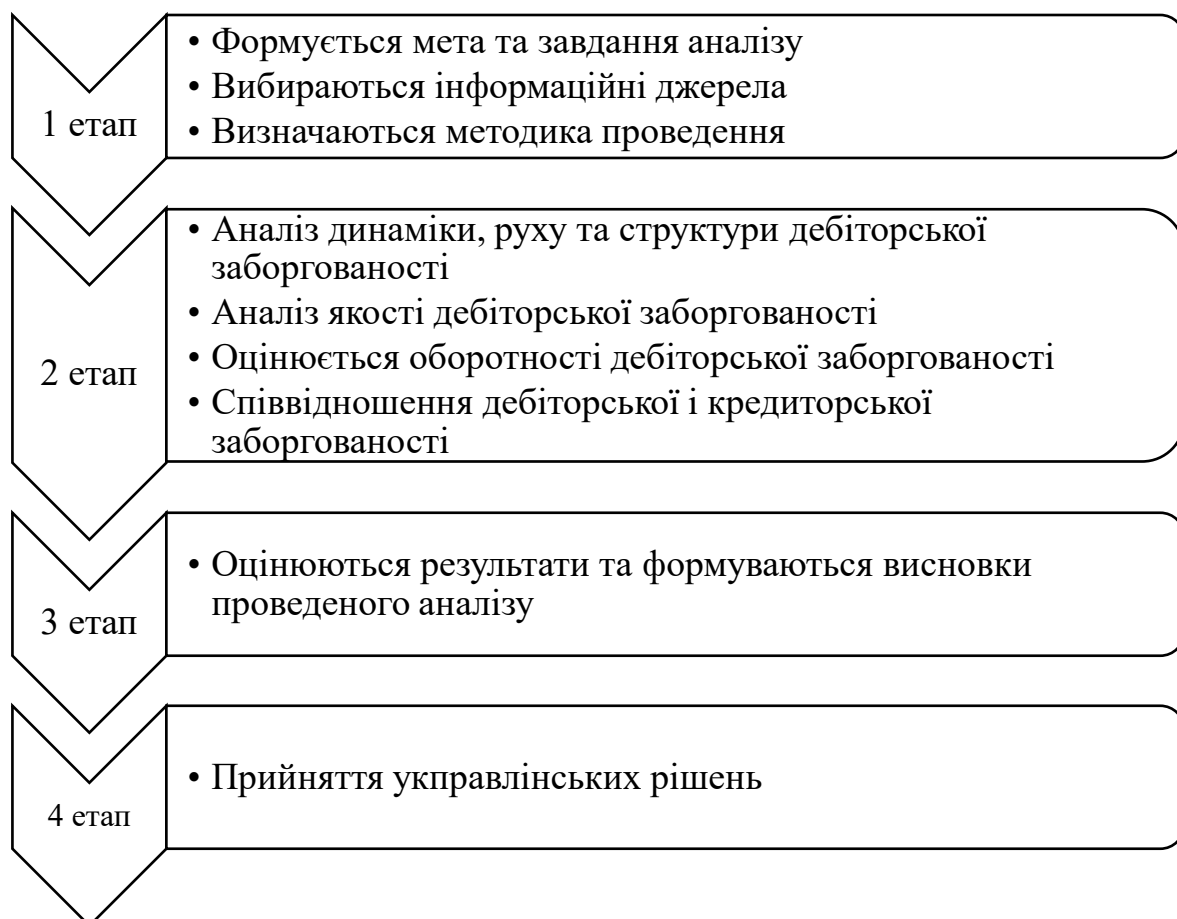 1 етап
• Формується мета та завдання аналізу
• Вибираються інформаційні джерела
• Визначаються методика проведення
2 етап
• Аналіз динаміки, руху та структури дебіторської
заборгованості
• Аналіз якості дебіторської заборгованості
• Оцінюється оборотності дебіторської заборгованості
• Співвідношення дебіторської і кредиторської
заборгованості
3 етап
• Оцінюються результати та формуваються висновки
проведеного аналізу
4 етап
• Прийняття укправлінських рішень